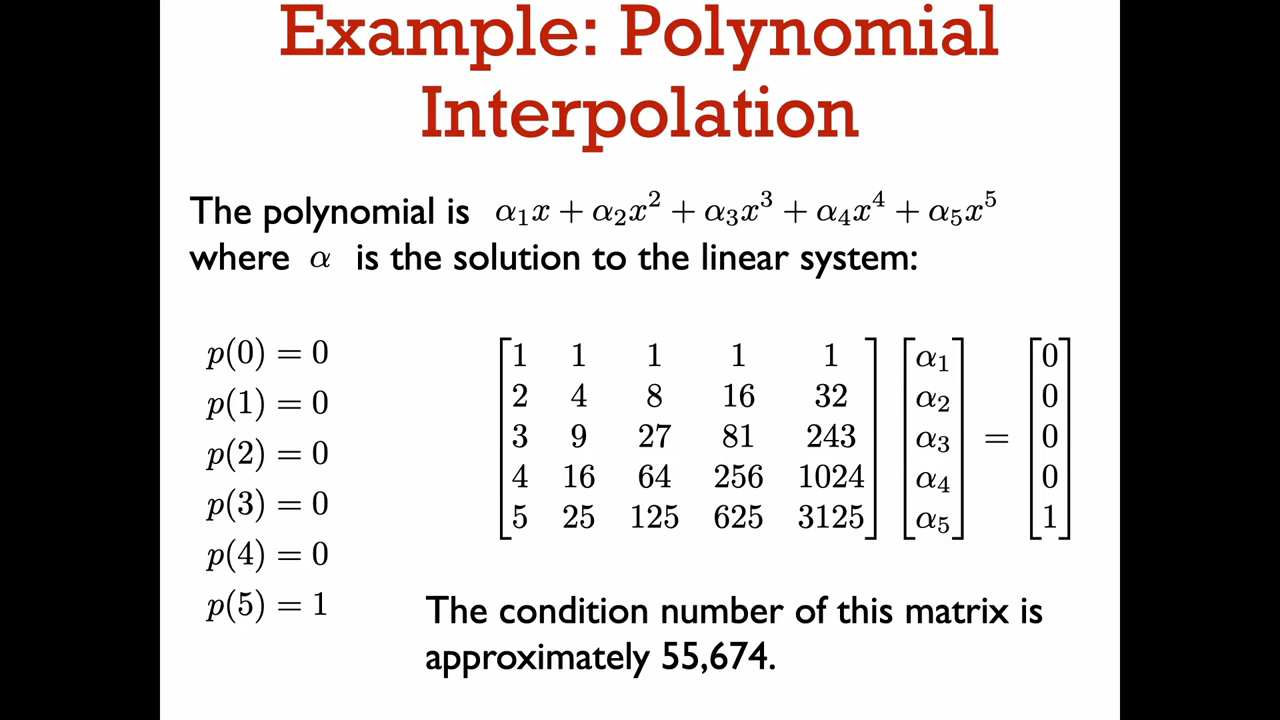 Example: Polynomial
Interpolation
The polynomial is α₁x + α₂x² + α₃x³ + α₄x⁴ + α₅x⁵
where α is the solution to the linear system:
p(0) = 0
p(1) = 0
p(2) = 0
p(3) = 0
p(4) = 0
p(5) = 1
[1 1 1 1 1] [α₁] [0]
[2 4 8 16 32] [α₂] [0]
[3 9 27 81 243] [α₃] = [0]
[4 16 64 256 1024] [α₄] [0]
[5 25 125 625 3125] [α₅] [1]
The condition number of this matrix is
approximately 55,674.